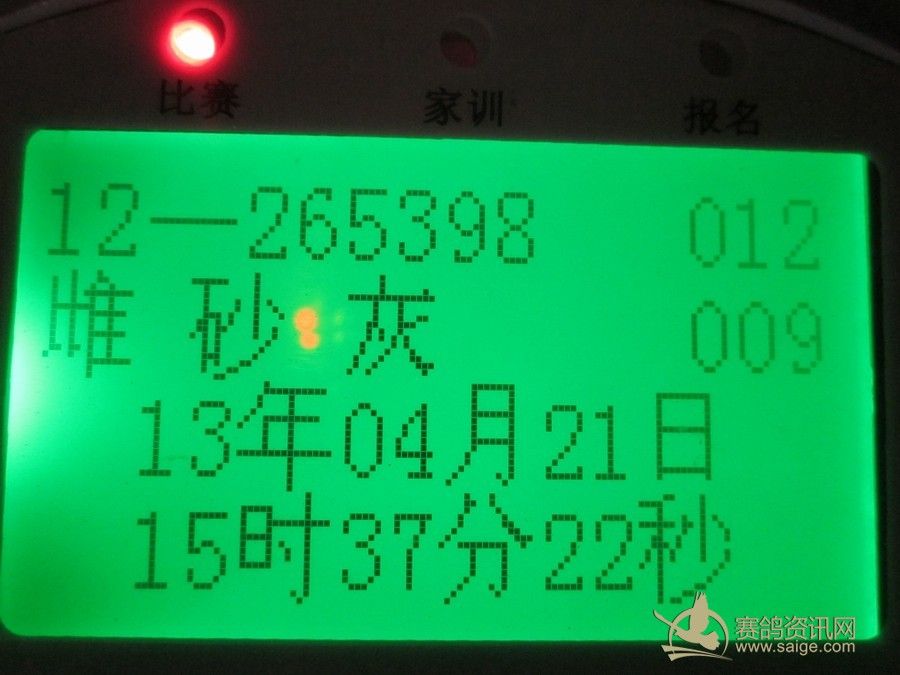 比赛 家训 报名
12—265398 012
雌 砂 灰 009
13年04月21日
15时37分22秒
赛鸽资讯网
www.saige.com